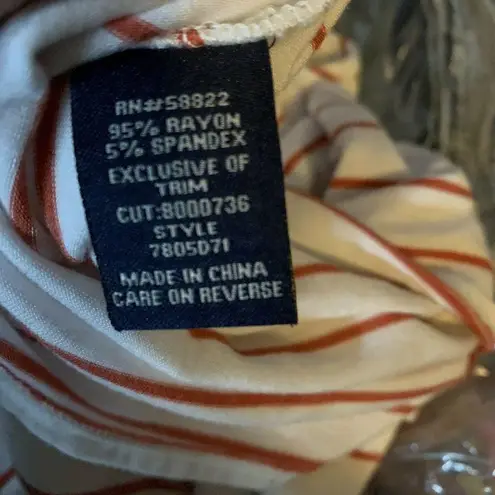 RN#58822
95% RAYON
5% SPANDEX
EXCLUSIVE OF
TRIM
CUT:8000736
STYLE
7805D71
MADE IN CHINA
CARE ON REVERSE